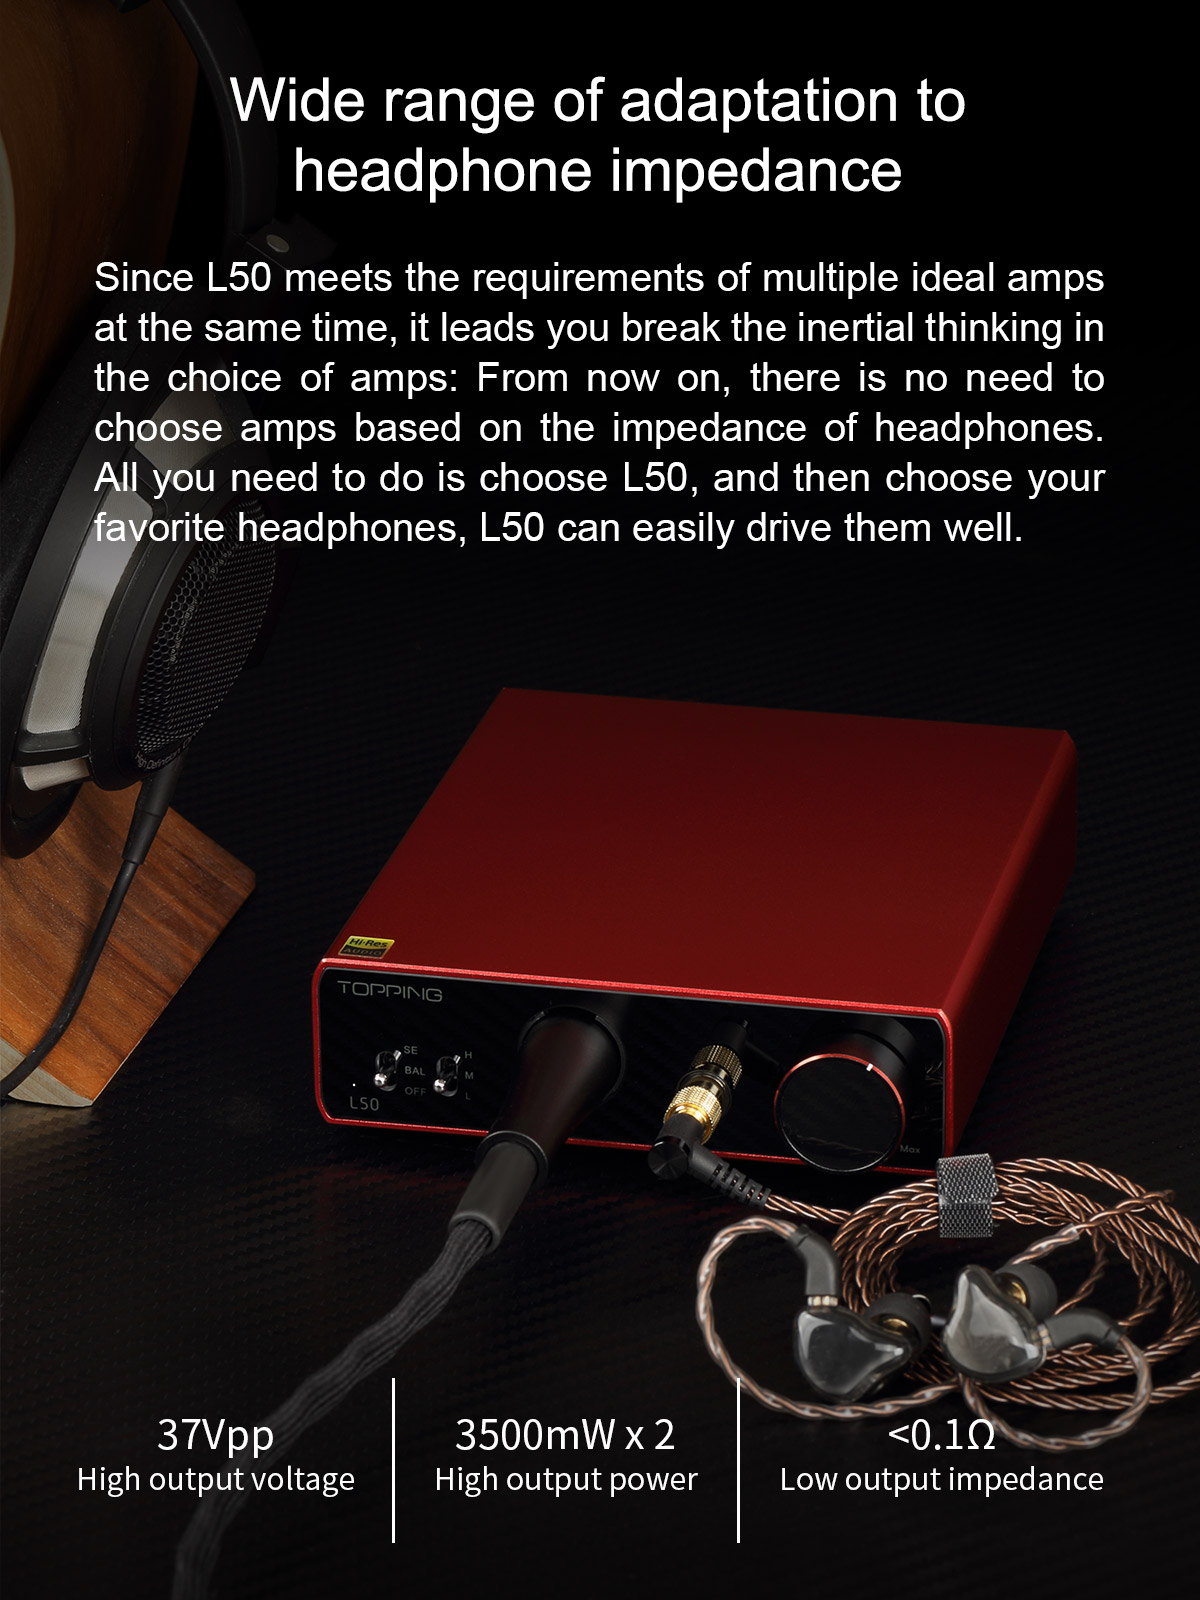 Wide range of adaptation to
headphone impedance
Since L50 meets the requirements of multiple ideal amps
at the same time, it leads you break the inertial thinking in
the choice of amps: From now on, there is no need to
choose amps based on the impedance of headphones.
All you need to do is choose L50, and then choose your
favorite headphones, L50 can easily drive them well.
High Definition
Hi-Res
AUDIO
TOPPING
SE
BAL
OFF
H
M
L
L50
Max
37Vpp
High output voltage
3500mW x 2
High output power
<0.1Ω
Low output impedance